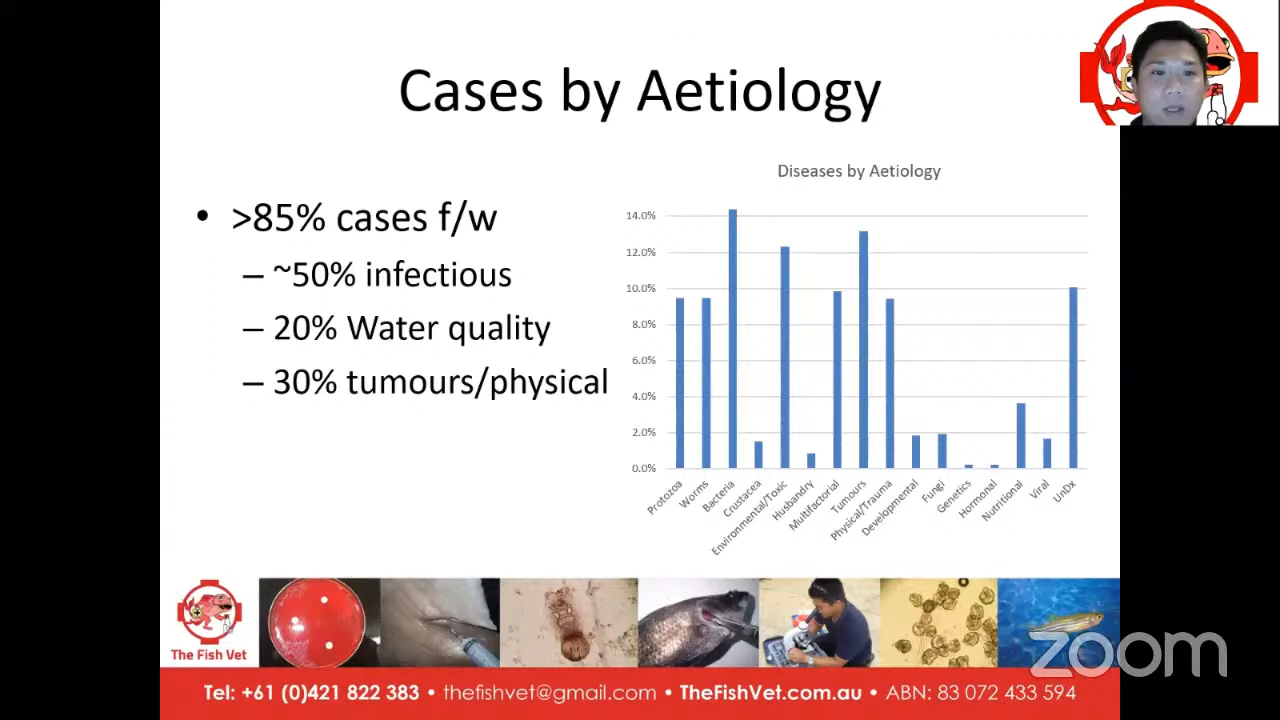 Cases by Aetiology
• >85% cases f/w
– ~50% infectious
– 20% Water quality
– 30% tumours/physical
Diseases by Aetiology
14.0%
12.0%
10.0%
8.0%
6.0%
4.0%
2.0%
0.0%
Protozoa
Worms
Bacteria
Crustacea
Environmental/Toxic
Husbandry
Multifactorial
Tumours
Physical/Trauma
Developmental
Fungi
Genetics
Hormonal
Nutritional
Viral
UnDx
The Fish Vet
zoom
Tel: +61 (0)421 822 383 • thefishvet@gmail.com • TheFishVet.com.au • ABN: 83 072 433 594